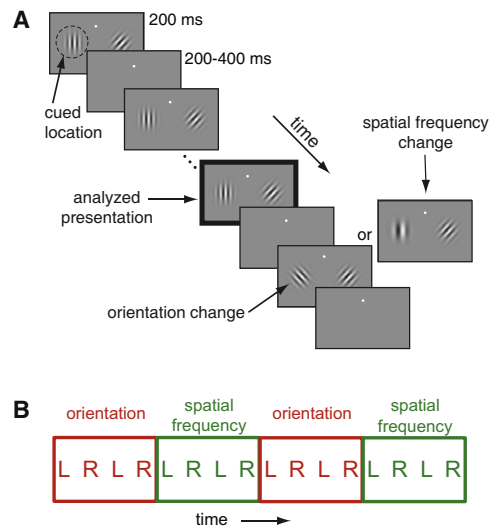 A
200 ms
200-400 ms
cued
location
time
spatial frequency
change
analyzed
presentation
or
orientation change
B
orientation
spatial
frequency
orientation
spatial
frequency
L R L R L R L R L R L R L R L R
time